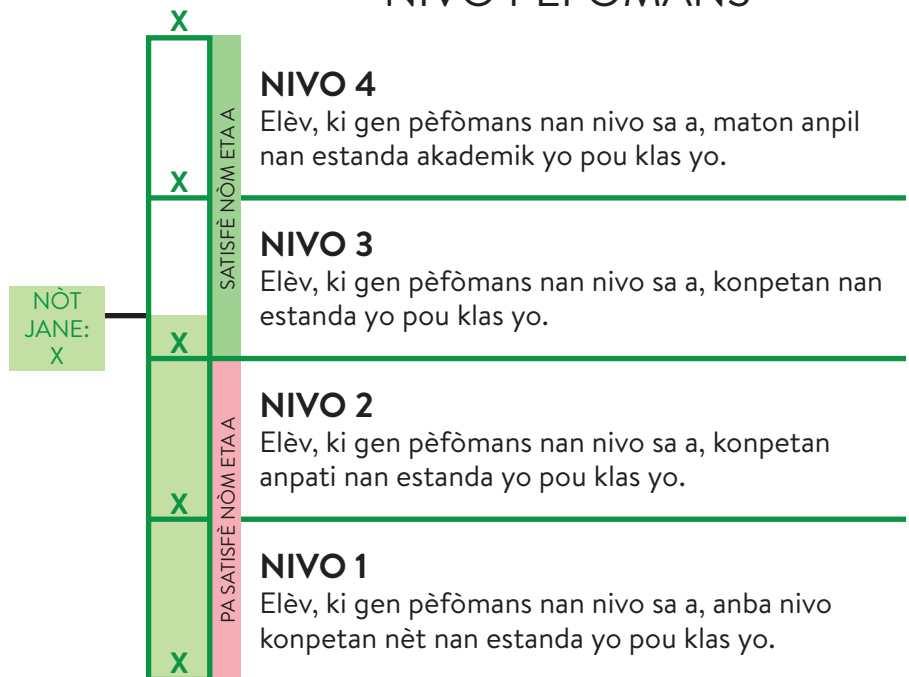 NIVO PÈFÒMANS
X
NIVO 4
Elèv, ki gen pèfòmans nan nivo sa a, maton anpil
nan estanda akademik yo pou klas yo.
X
SATISFÈ NÒM ETA A
NIVO 3
Elèv, ki gen pèfòmans nan nivo sa a, konpetan nan
estanda yo pou klas yo.
NÒT
JANE:
X
X
NIVO 2
Elèv, ki gen pèfòmans nan nivo sa a, konpetan
anpati nan estanda yo pou klas yo.
X
PA SATISFÈ NÒM ETA A
NIVO 1
Elèv, ki gen pèfòmans nan nivo sa a, anba nivo
konpetan nèt nan estanda yo pou klas yo.
X